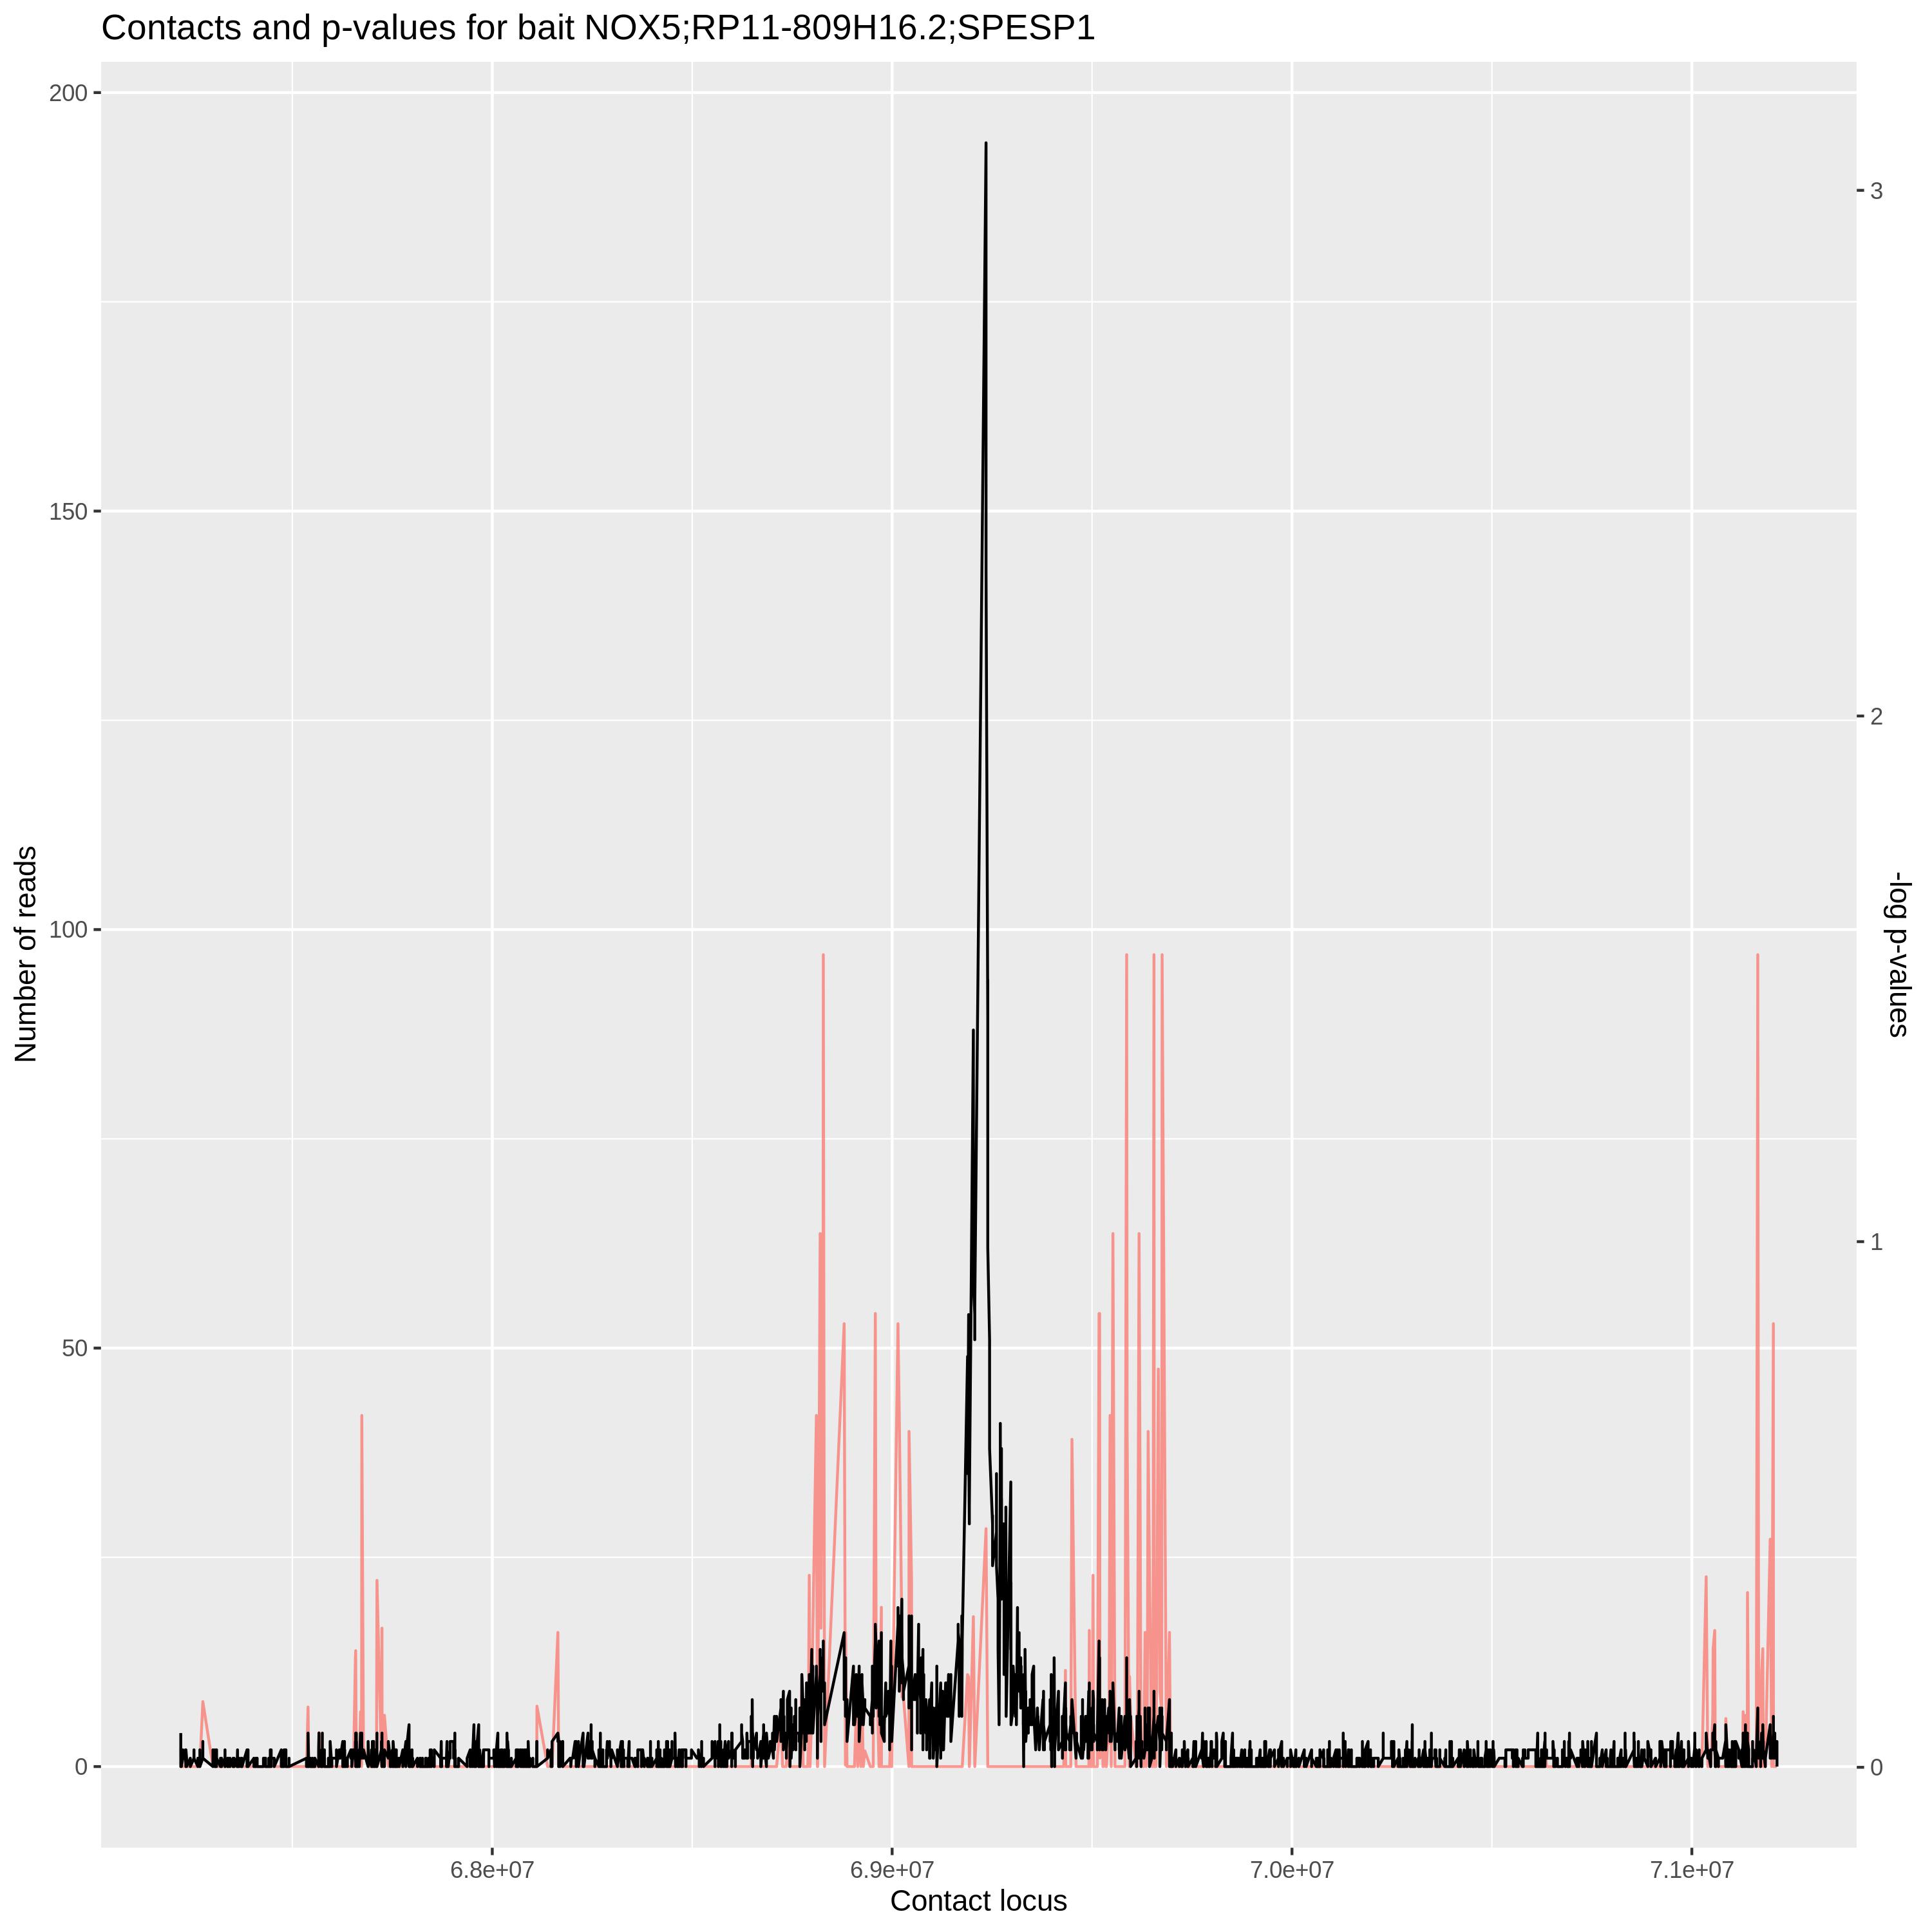 Contacts and p-values for bait NOX5;RP11-809H16.2;SPESP1
200
150
100
50
0
Number of reads
3
2
1
0
-log p-values
6.8e+07
6.9e+07
7.0e+07
7.1e+07
Contact locus